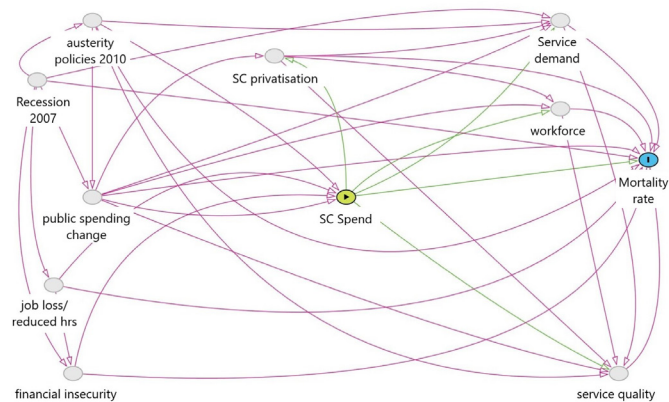 austerity
policies 2010
Service
demand
SC privatisation
Recession
2007
workforce
Mortality
rate
public spending
change
SC Spend
job loss/
reduced hrs
financial insecurity
service quality